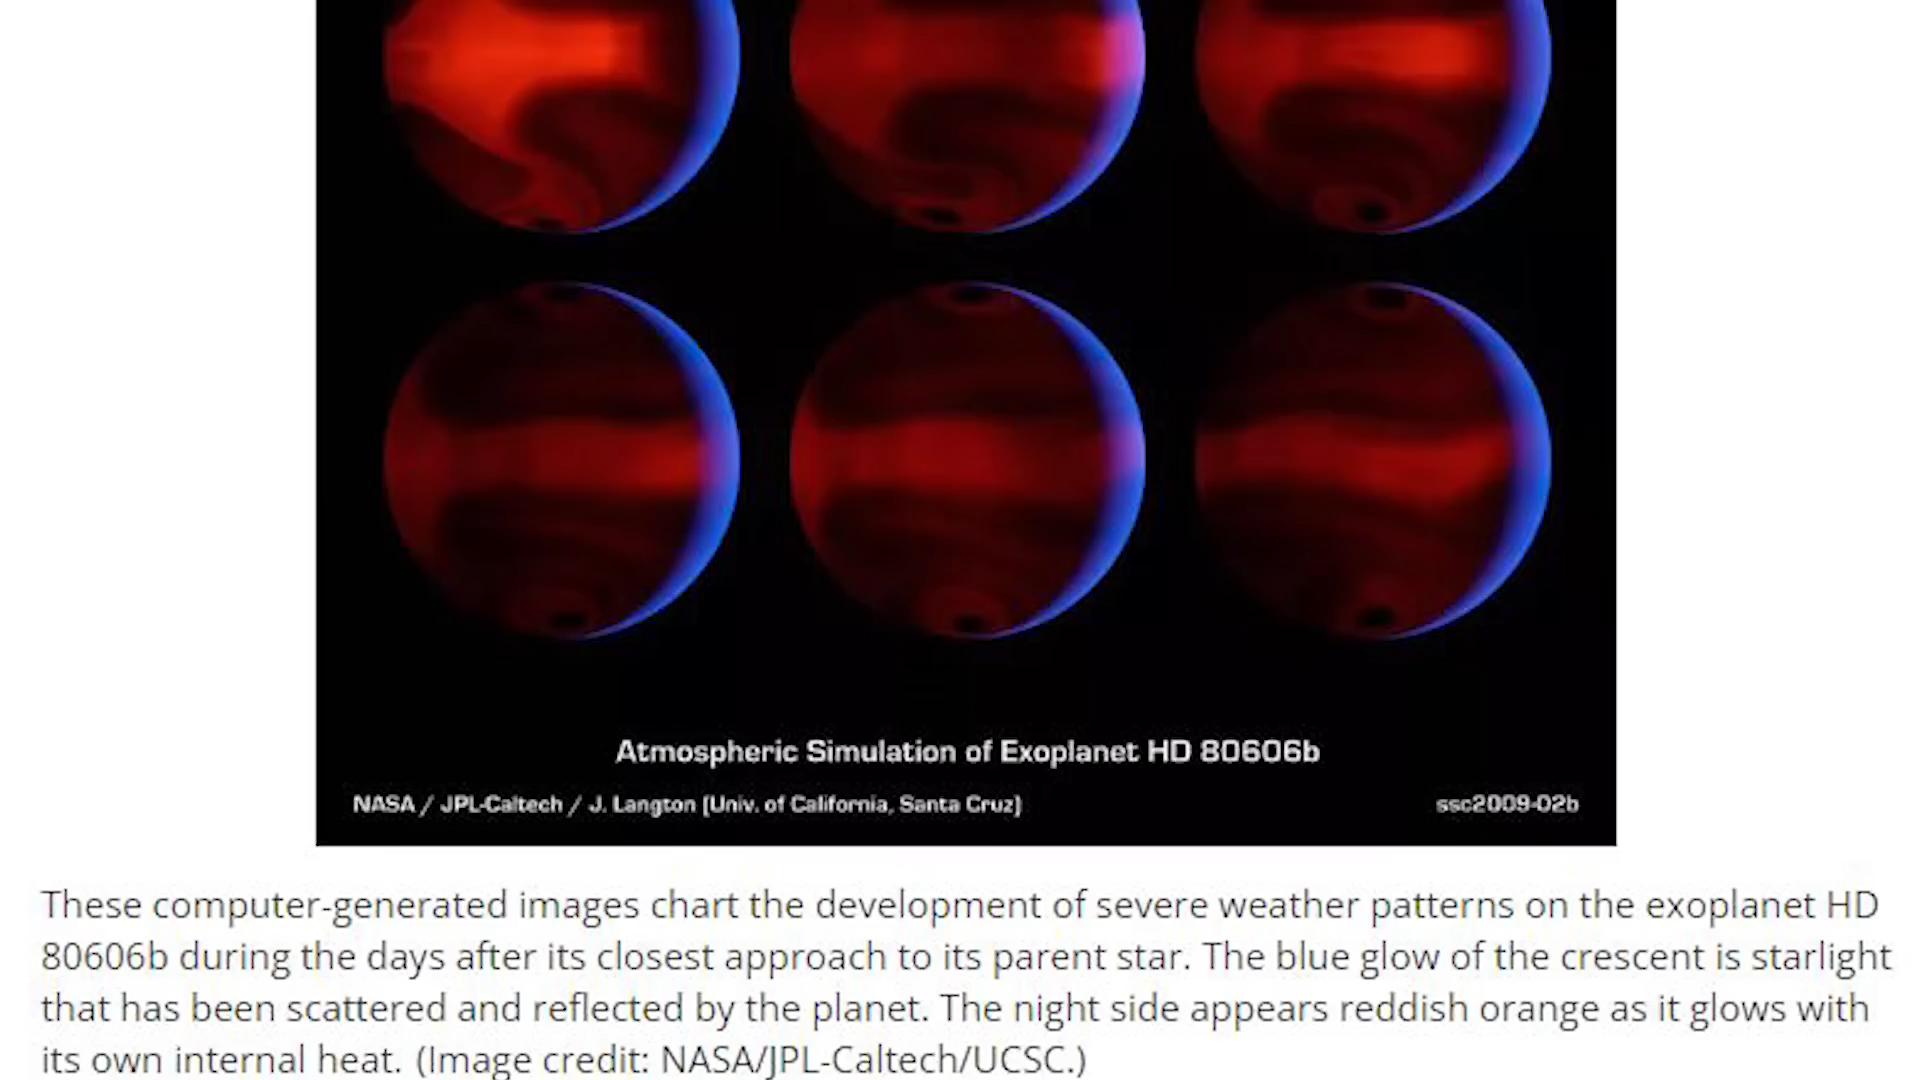 Atmospheric Simulation of Exoplanet HD 80606b
NASA / JPL-Caltech / J. Langton (Univ. of California, Santa Cruz)
ssc2009-02b
These computer-generated images chart the development of severe weather patterns on the exoplanet HD
80606b during the days after its closest approach to its parent star. The blue glow of the crescent is starlight
that has been scattered and reflected by the planet. The night side appears reddish orange as it glows with
its own internal heat. (Image credit: NASA/JPL-Caltech/UCSC.)